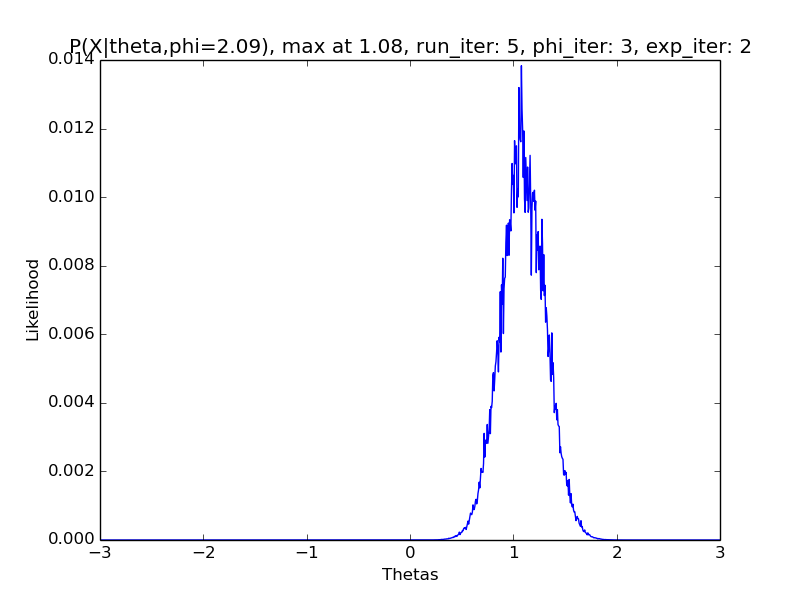 P(X|theta,phi=2.09), max at 1.08, run_iter: 5, phi_iter: 3, exp_iter: 2
0.014
0.012
0.010
0.008
0.006
0.004
0.002
0.000
Likelihood
−3 −2 −1 0 1 2 3
Thetas